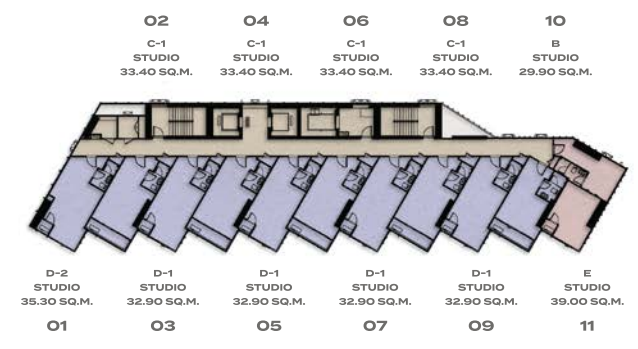 02 04 06 08 10
C-1 C-1 C-1 C-1 B
STUDIO STUDIO STUDIO STUDIO STUDIO
33.40 SQ.M. 33.40 SQ.M. 33.40 SQ.M. 33.40 SQ.M. 29.90 SQ.M.
D-2 D-1 D-1 D-1 D-1 E
STUDIO STUDIO STUDIO STUDIO STUDIO STUDIO
35.30 SQ.M. 32.90 SQ.M. 32.90 SQ.M. 32.90 SQ.M. 32.90 SQ.M. 39.00 SQ.M.
01 03 05 07 09 11